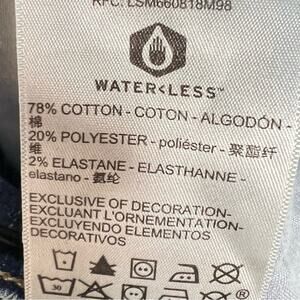 RFC: LSM660818M98
WATER<LESS™
78% COTTON - COTON - ALGODÓN -
棉
20% POLYESTER - poliéster - 聚酯纤
维
2% ELASTANE - ELASTHANNE -
elastano - 氨纶
EXCLUSIVE OF DECORATION-
EXCLUANT L'ORNEMENTATION-
EXCLUYENDO ELEMENTOS
DECORATIVOS
30